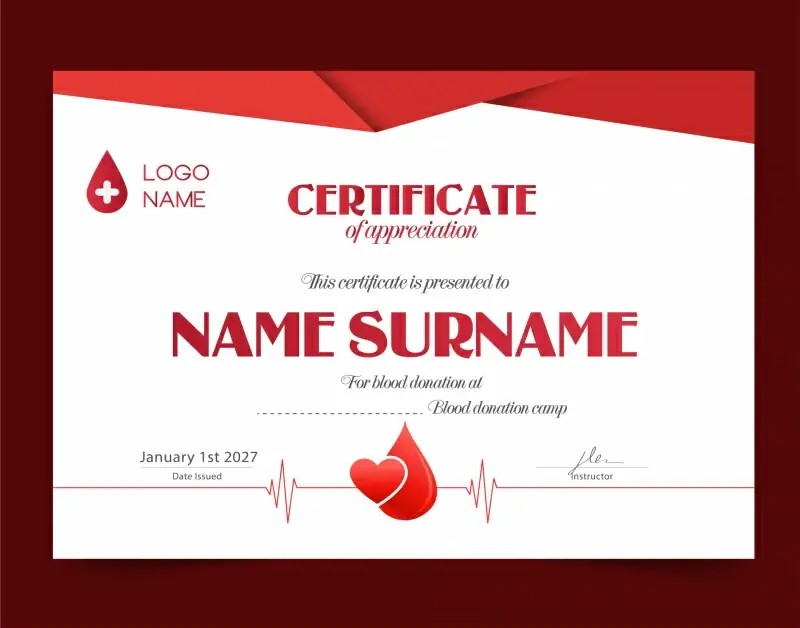 LOGO
NAME
CERTIFICATE
of appreciation
This certificate is presented to
NAME SURNAME
For blood donation at
Blood donation camp
January 1st 2027
Date Issued
Instructor